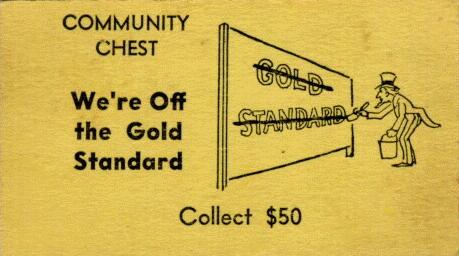 COMMUNITY
CHEST
We're Off
the Gold
Standard
GOLD
STANDARD
Collect $50